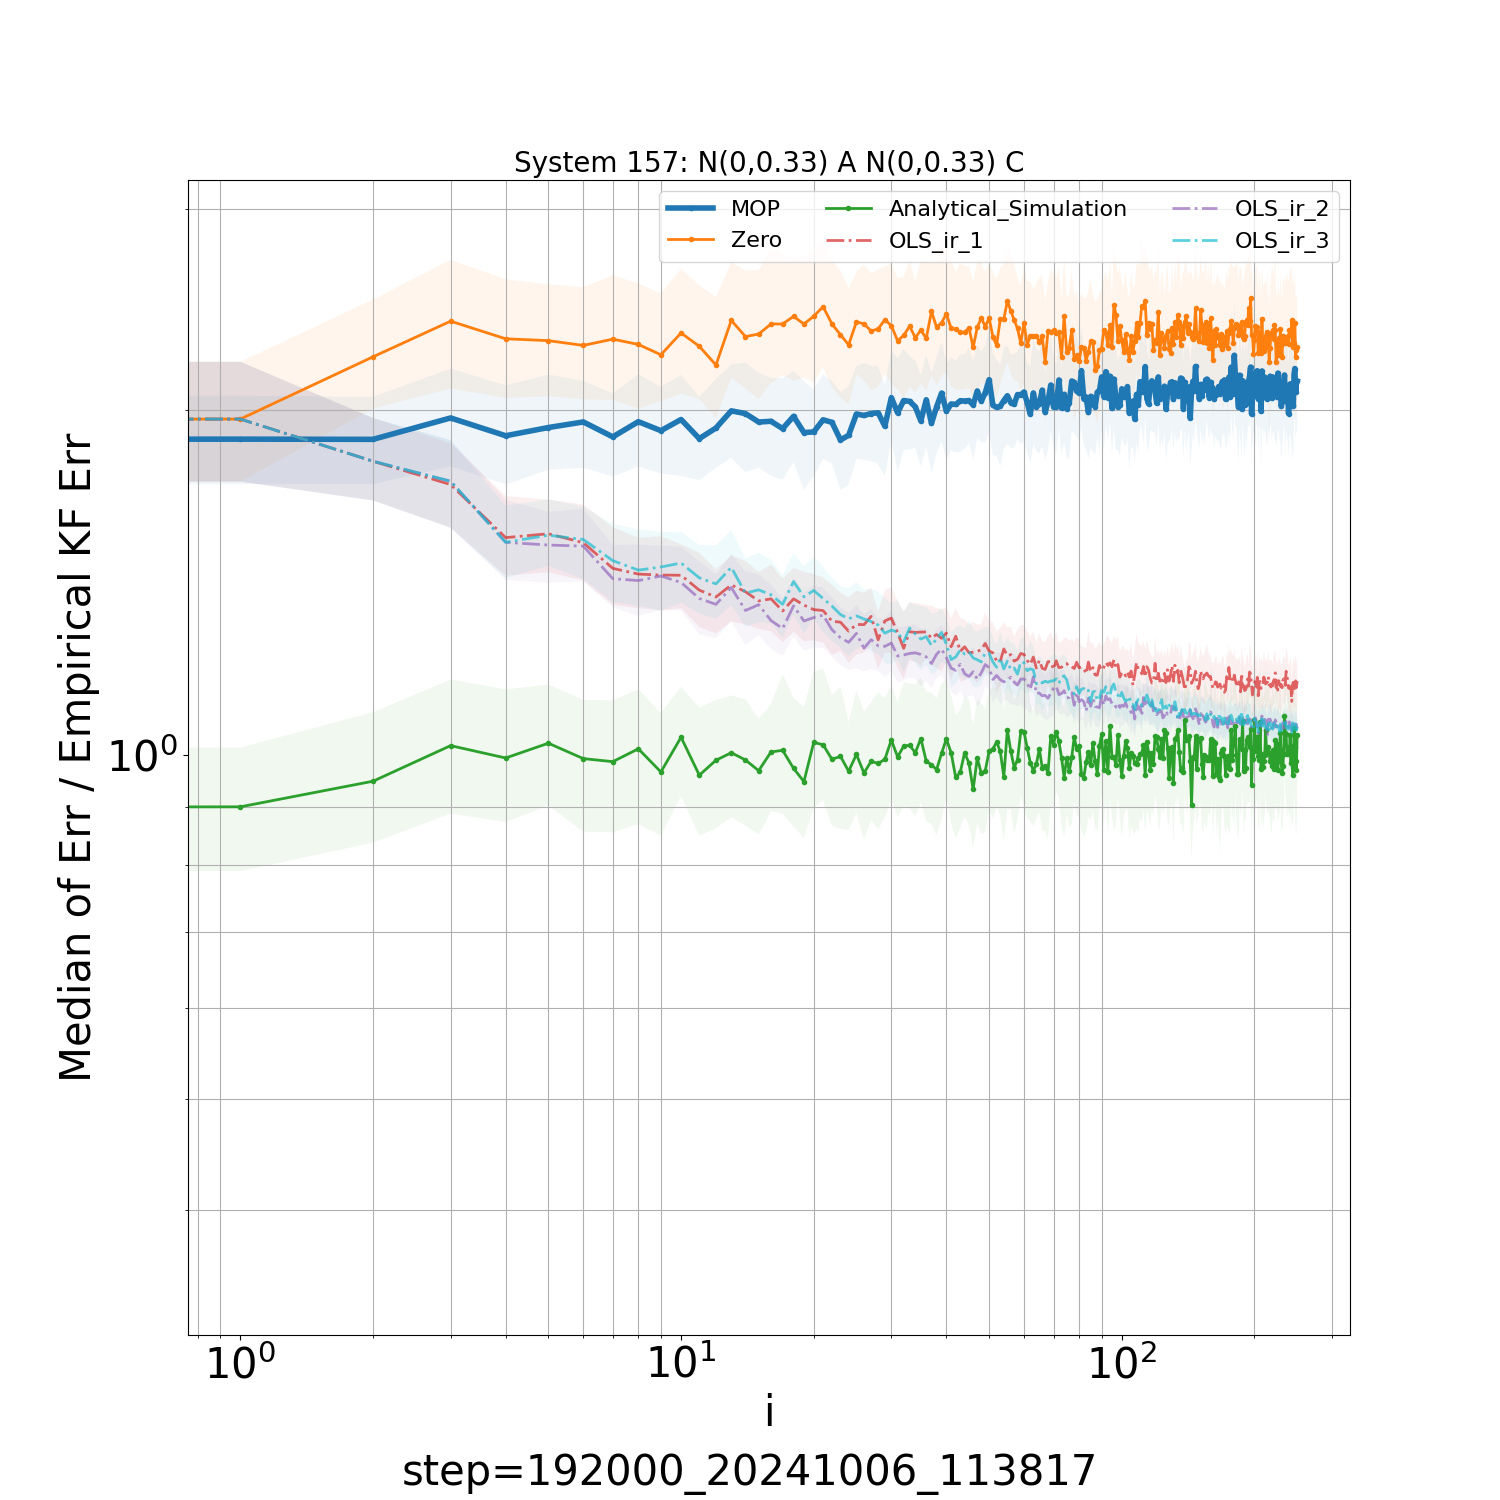 System 157: N(0,0.33) A N(0,0.33) C
MOP
Zero
Analytical_Simulation
OLS_ir_1
OLS_ir_2
OLS_ir_3
Median of Err / Empirical KF Err
10⁰
10⁰
10¹
10²
i
step=192000_20241006_113817